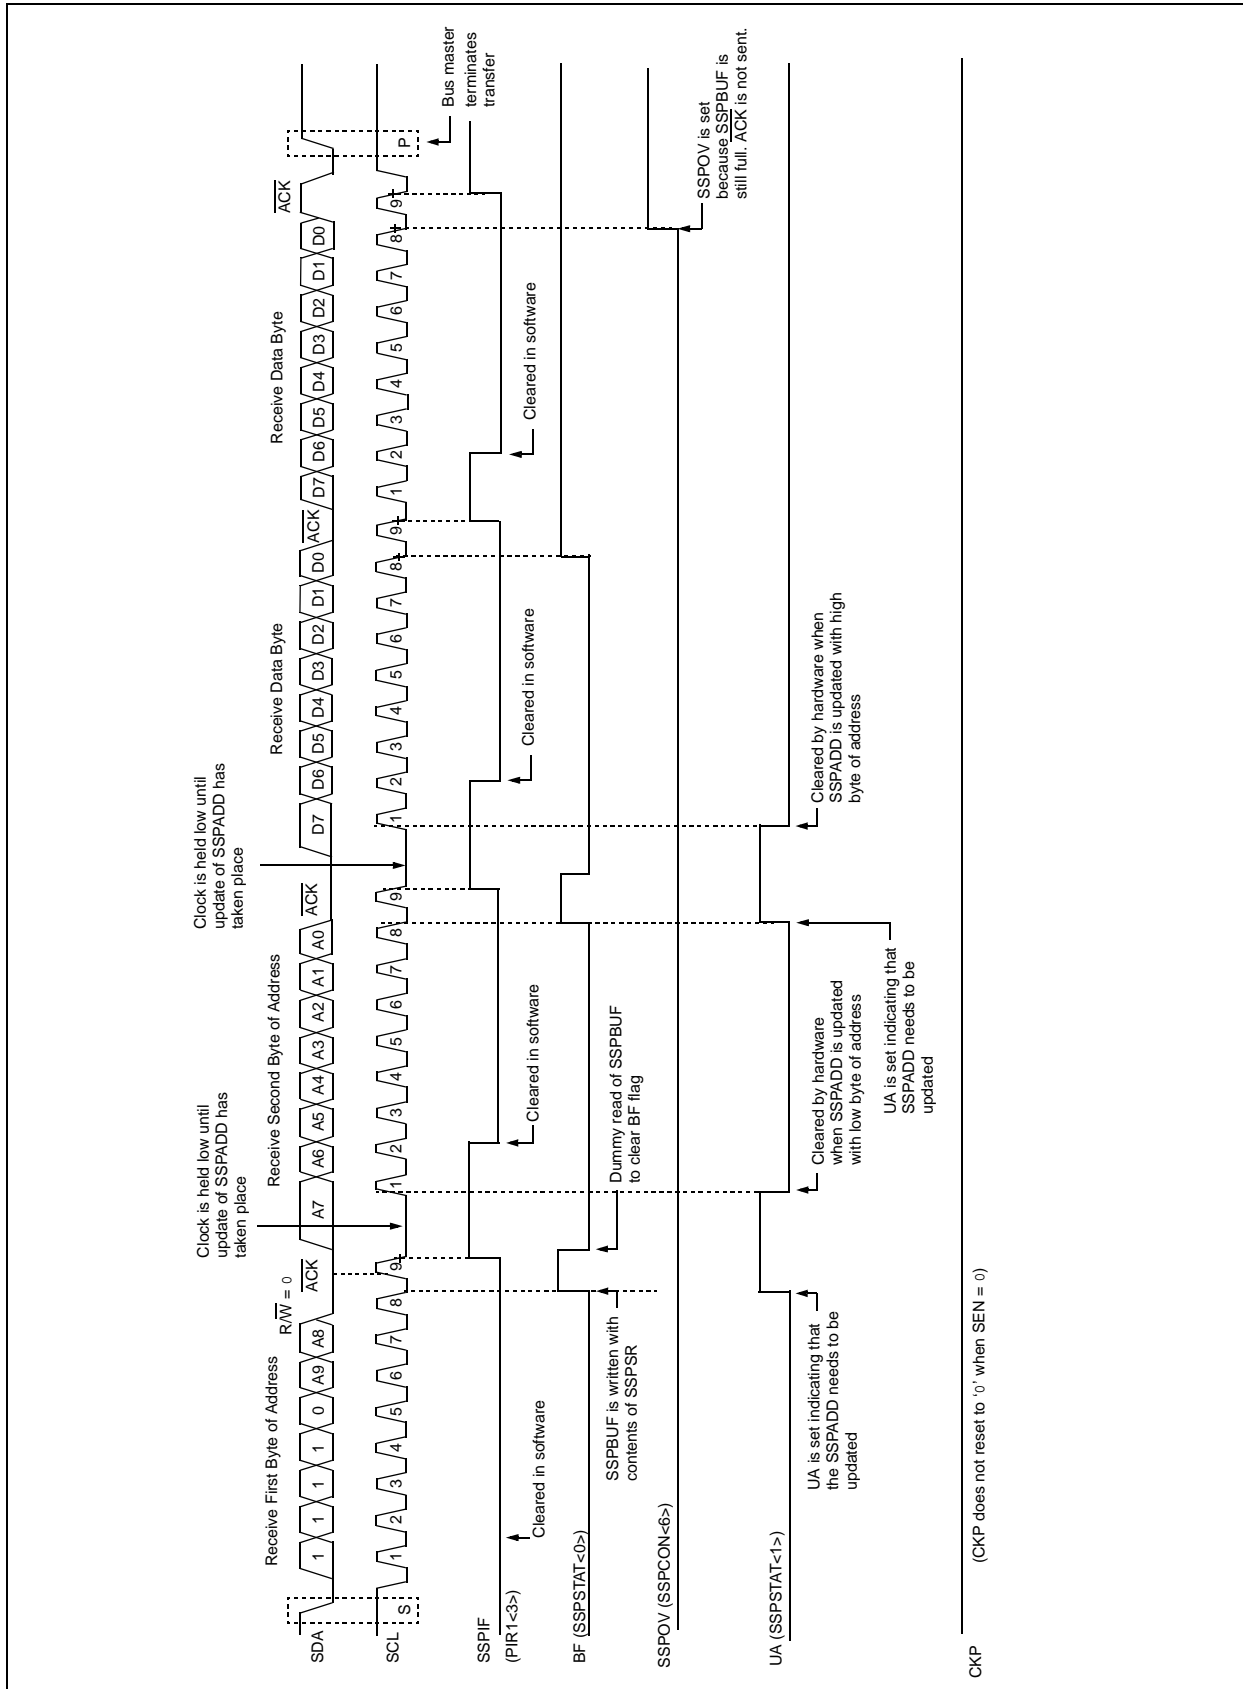 Receive First Byte of Address
R/W = 0
ACK
Clock is held low until
update of SSPADD has
taken place
Receive Second Byte of Address
ACK
Clock is held low until
update of SSPADD has
taken place
Receive Data Byte
ACK
Receive Data Byte
ACK
SDA
1 1 1 1 0 A9 A8
A7 A6 A5 A4 A3 A2 A1 A0
D7 D6 D5 D4 D3 D2 D1 D0
D7 D6 D5 D4 D3 D2 D1 D0
SCL
S
1 2 3 4 5 6 7 8 9
1 2 3 4 5 6 7 8 9
1 2 3 4 5 6 7 8 9
1 2 3 4 5 6 7 8 9
P
Bus master
terminates
transfer
SSPIF
(PIR1<3>)
Cleared in software
Cleared in software
Cleared in software
Cleared in software
BF (SSPSTAT<0>)
SSPBUF is written with
contents of SSPSR
Dummy read of SSPBUF
to clear BF flag
SSPOV (SSPCON<6>)
SSPOV is set
because SSPBUF is
still full. ACK is not sent.
UA (SSPSTAT<1>)
UA is set indicating that
the SSPADD needs to be
updated
Cleared by hardware
when SSPADD is updated
with low byte of address
UA is set indicating that
SSPADD needs to be
updated
Cleared by hardware when
SSPADD is updated with high
byte of address
CKP
(CKP does not reset to ‘0’ when SEN = 0)